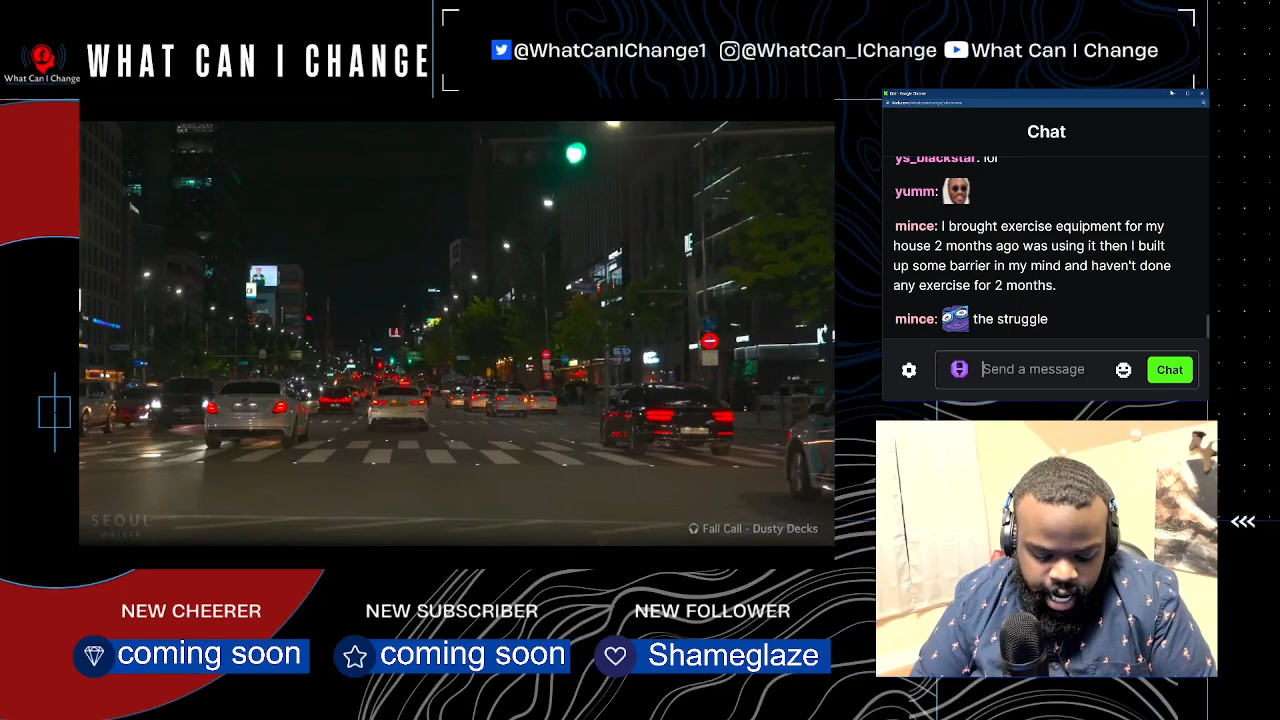 What Can I Change
WHAT CAN I CHANGE
@WhatCanIChange1 @WhatCan_IChange What Can I Change
Chat
ys_blackstar: lol
yumm:
mince: I brought exercise equipment for my
house 2 months ago was using it then I built
up some barrier in my mind and haven't done
any exercise for 2 months.
mince: the struggle
Send a message
Chat
SEOUL
WALKER
Fall Call - Dusty Decks
NEW CHEERER
NEW SUBSCRIBER
NEW FOLLOWER
coming soon
coming soon
Shameglaze